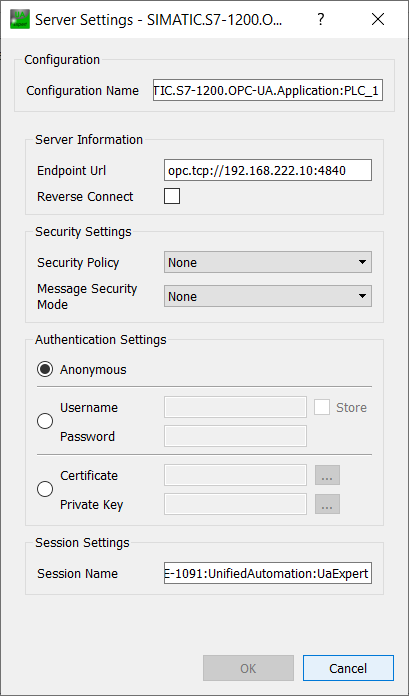 Server Settings - SIMATIC.S7-1200.O... ?
Configuration
Configuration Name TIC.S7-1200.OPC-UA.Application:PLC_1
Server Information
Endpoint Url opc.tcp://192.168.222.10:4840
Reverse Connect
Security Settings
Security Policy None
Message Security Mode None
Authentication Settings
Anonymous
Username Store
Password
Certificate ...
Private Key ...
Session Settings
Session Name E-1091:UnifiedAutomation:UaExpert
OK Cancel